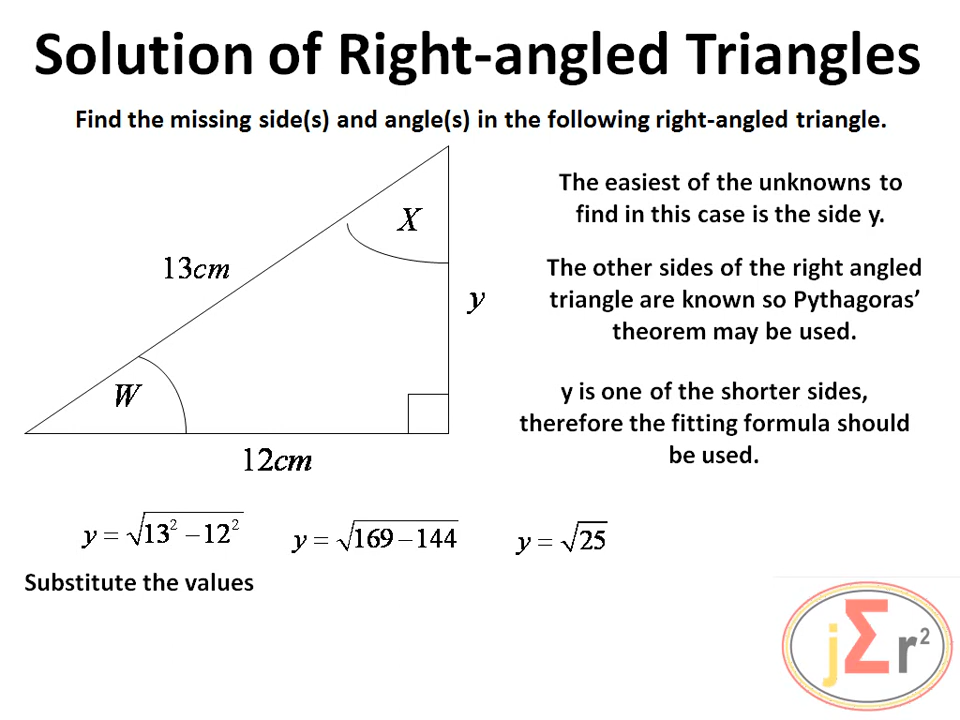 Solution of Right-angled Triangles
Find the missing side(s) and angle(s) in the following right-angled triangle.
The easiest of the unknowns to
find in this case is the side y.
X
13cm
The other sides of the right angled
triangle are known so Pythagoras’
theorem may be used.
y
W
y is one of the shorter sides,
therefore the fitting formula should
be used.
12cm
y = √(13² − 12²)
y = √(169 − 144)
y = √25
Substitute the values
jΣr²